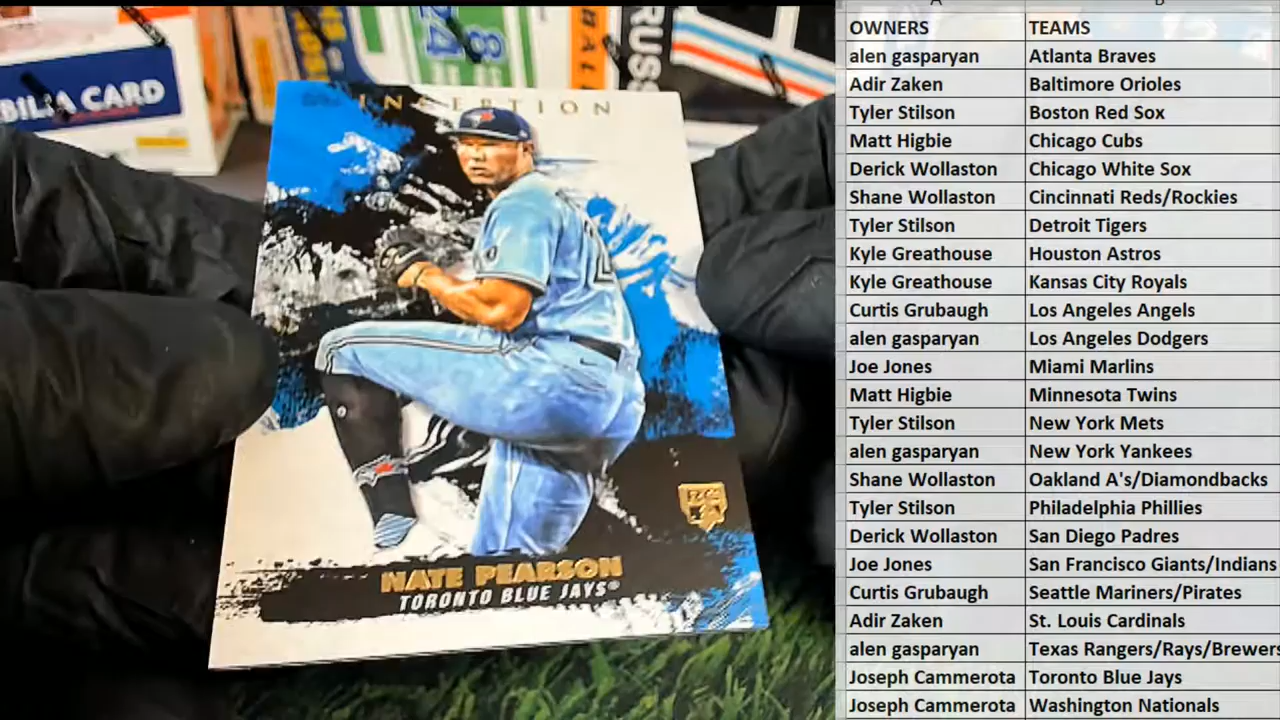 INCEPTION
NATE PEARSON
TORONTO BLUE JAYS®
CARD
A B
OWNERS TEAMS
alen gasparyan Atlanta Braves
Adir Zaken Baltimore Orioles
Tyler Stilson Boston Red Sox
Matt Higbie Chicago Cubs
Derick Wollaston Chicago White Sox
Shane Wollaston Cincinnati Reds/Rockies
Tyler Stilson Detroit Tigers
Kyle Greathouse Houston Astros
Kyle Greathouse Kansas City Royals
Curtis Grubaugh Los Angeles Angels
alen gasparyan Los Angeles Dodgers
Joe Jones Miami Marlins
Matt Higbie Minnesota Twins
Tyler Stilson New York Mets
alen gasparyan New York Yankees
Shane Wollaston Oakland A's/Diamondbacks
Tyler Stilson Philadelphia Phillies
Derick Wollaston San Diego Padres
Joe Jones San Francisco Giants/Indians
Curtis Grubaugh Seattle Mariners/Pirates
Adir Zaken St. Louis Cardinals
alen gasparyan Texas Rangers/Rays/Brewers
Joseph Cammerota Toronto Blue Jays
Joseph Cammerota Washington Nationals